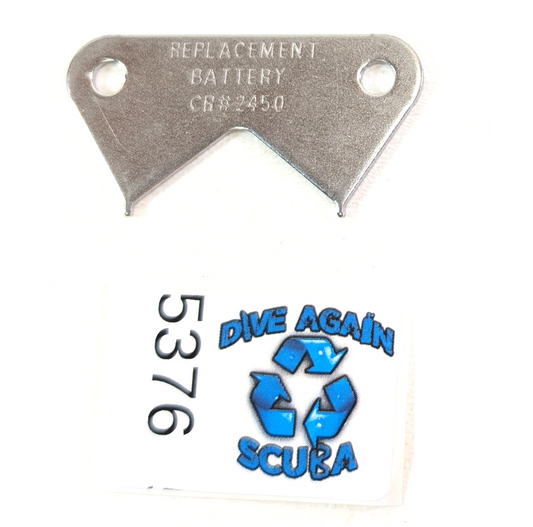 REPLACEMENT
BATTERY
CR#2450
5376
DIVE AGAIN
SCUBA